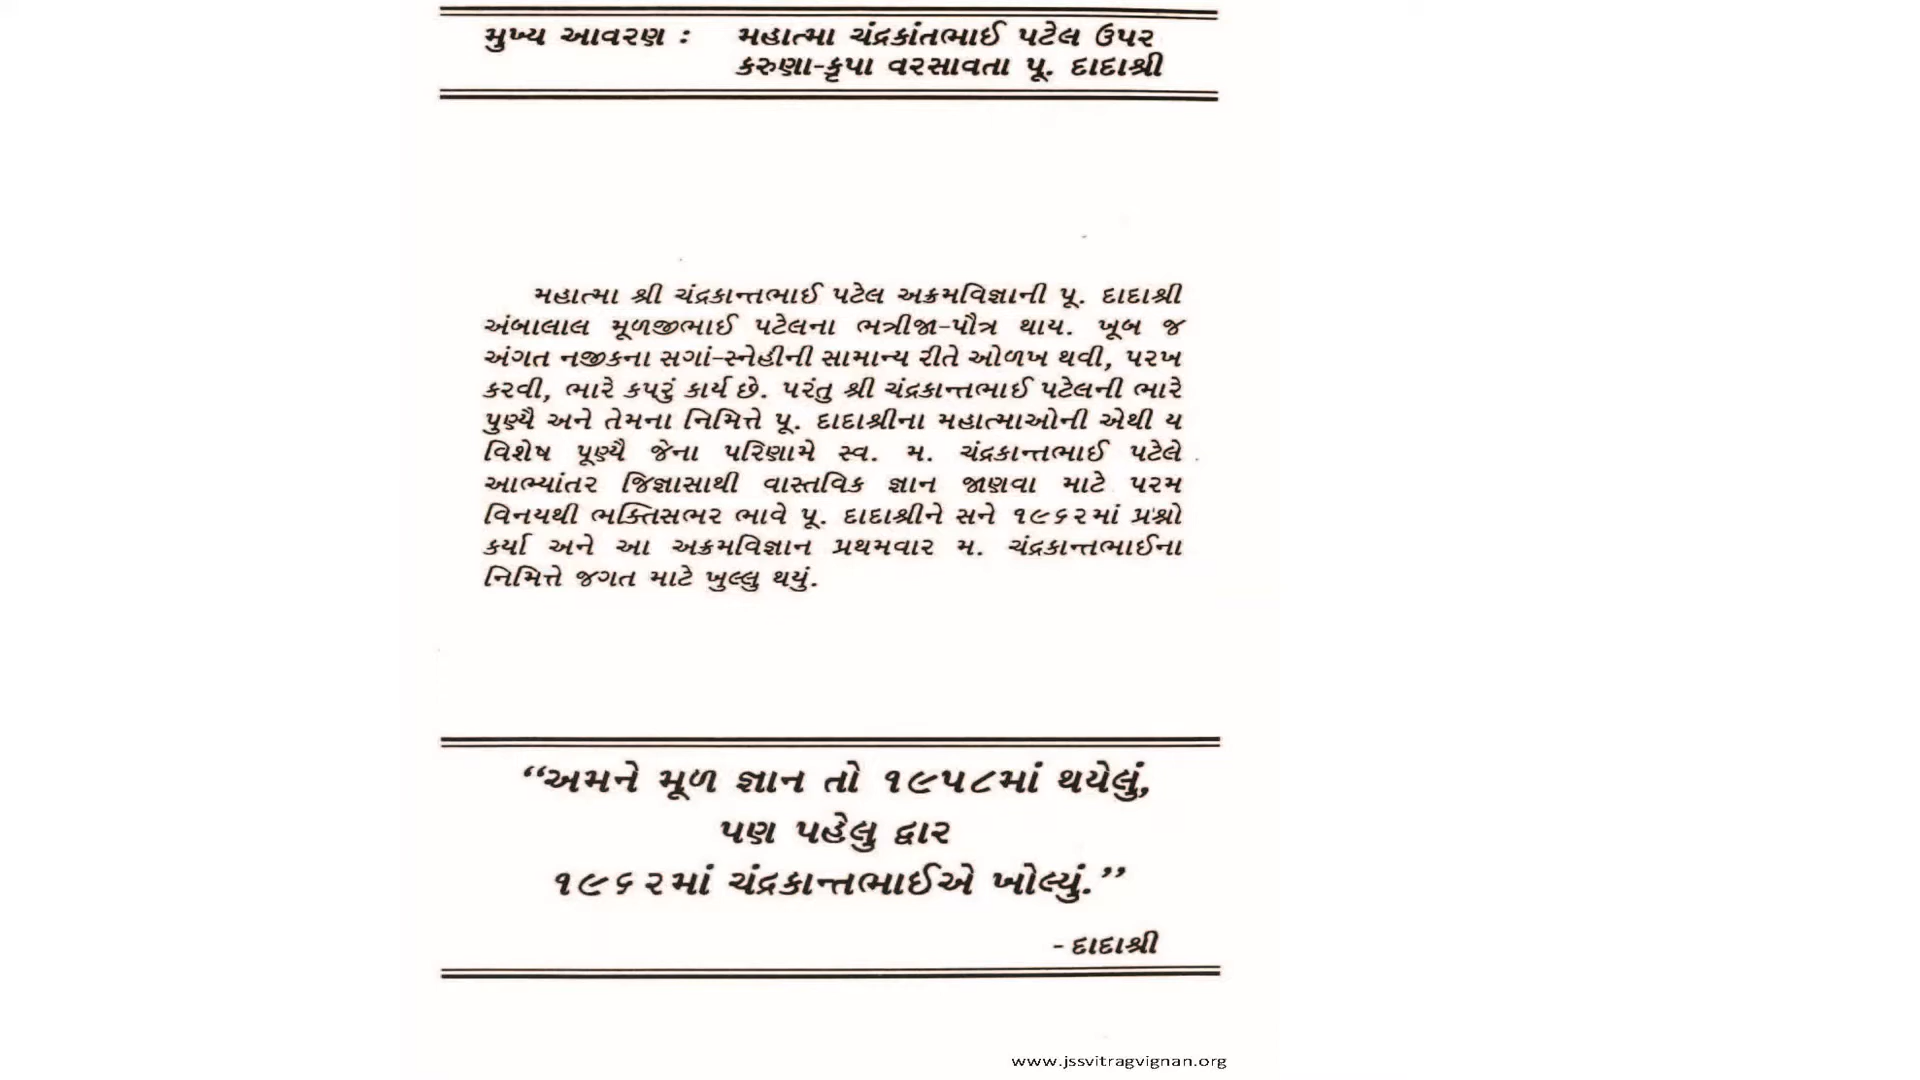 મુખ્ય આવરણ : મહાત્મા ચંદ્રકાંતભાઈ પટેલ ઉપર
કરુણા-કૃપા વરસાવતા પૂ. દાદાશ્રી
મહાત્મા શ્રી ચંદ્રકાન્તભાઈ પટેલ અક્રમવિજ્ઞાની પૂ. દાદાશ્રી
અંબાલાલ મૂળજીભાઈ પટેલના ભત્રીજા-પૌત્ર થાય. ખૂબ જ
અંગત નજીકના સગાં-સ્નેહીની સામાન્ય રીતે ઓળખ થવી, પરખ
કરવી, ભારે કપરું કાર્ય છે. પરંતુ શ્રી ચંદ્રકાન્તભાઈ પટેલની ભારે
પુણ્યૈ અને તેમના નિમિત્તે પૂ. દાદાશ્રીના મહાત્માઓની એથી ય
વિશેષ પૂણ્યૈ જેના પરિણામે સ્વ. મ. ચંદ્રકાન્તભાઈ પટેલે
આભ્યાંતર જિજ્ઞાસાથી વાસ્તવિક જ્ઞાન જાણવા માટે પરમ
વિનયથી ભક્તિસભર ભાવે પૂ. દાદાશ્રીને સને ૧૯૬૨માં પ્રશ્નો
કર્યા અને આ અક્રમવિજ્ઞાન પ્રથમવાર મ. ચંદ્રકાન્તભાઈના
નિમિત્તે જગત માટે ખુલ્લુ થયું.
“અમને મૂળ જ્ઞાન તો ૧૯૫૮માં થયેલું,
પણ પહેલુ દ્વાર
૧૯૬૨માં ચંદ્રકાન્તભાઈએ ખોલ્યું.”
- દાદાશ્રી
www.jssvitragvignan.org